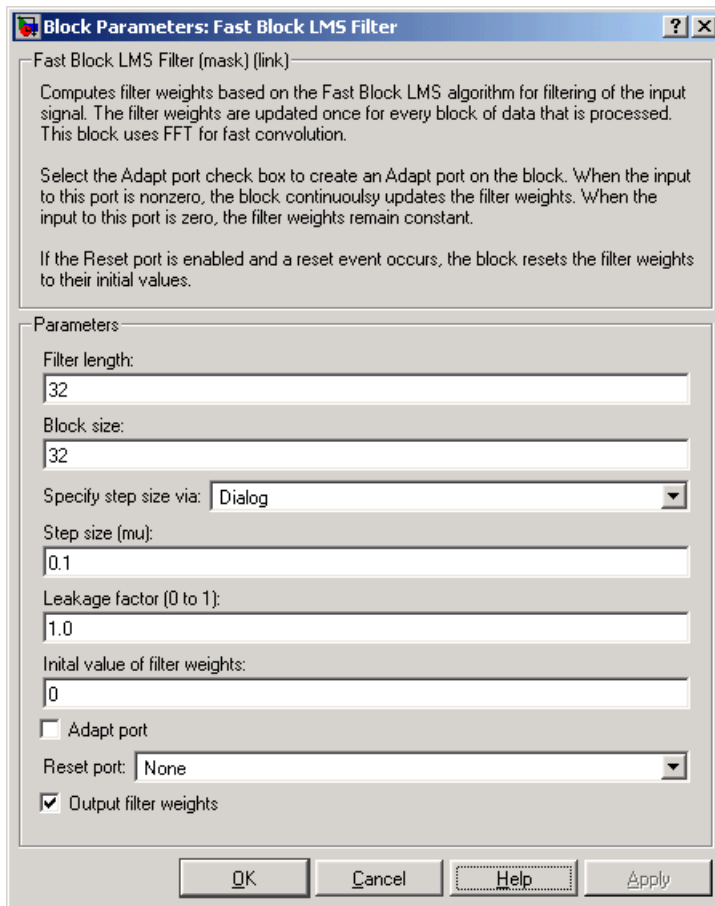 Block Parameters: Fast Block LMS Filter
Fast Block LMS Filter (mask) (link)
Computes filter weights based on the Fast Block LMS algorithm for filtering of the input
signal. The filter weights are updated once for every block of data that is processed.
This block uses FFT for fast convolution.
Select the Adapt port check box to create an Adapt port on the block. When the input
to this port is nonzero, the block continuoulsy updates the filter weights. When the
input to this port is zero, the filter weights remain constant.
If the Reset port is enabled and a reset event occurs, the block resets the filter weights
to their initial values.
Parameters
Filter length:
32
Block size:
32
Specify step size via: Dialog
Step size (mu):
0.1
Leakage factor (0 to 1):
1.0
Inital value of filter weights:
0
Adapt port
Reset port: None
Output filter weights
OK Cancel Help Apply